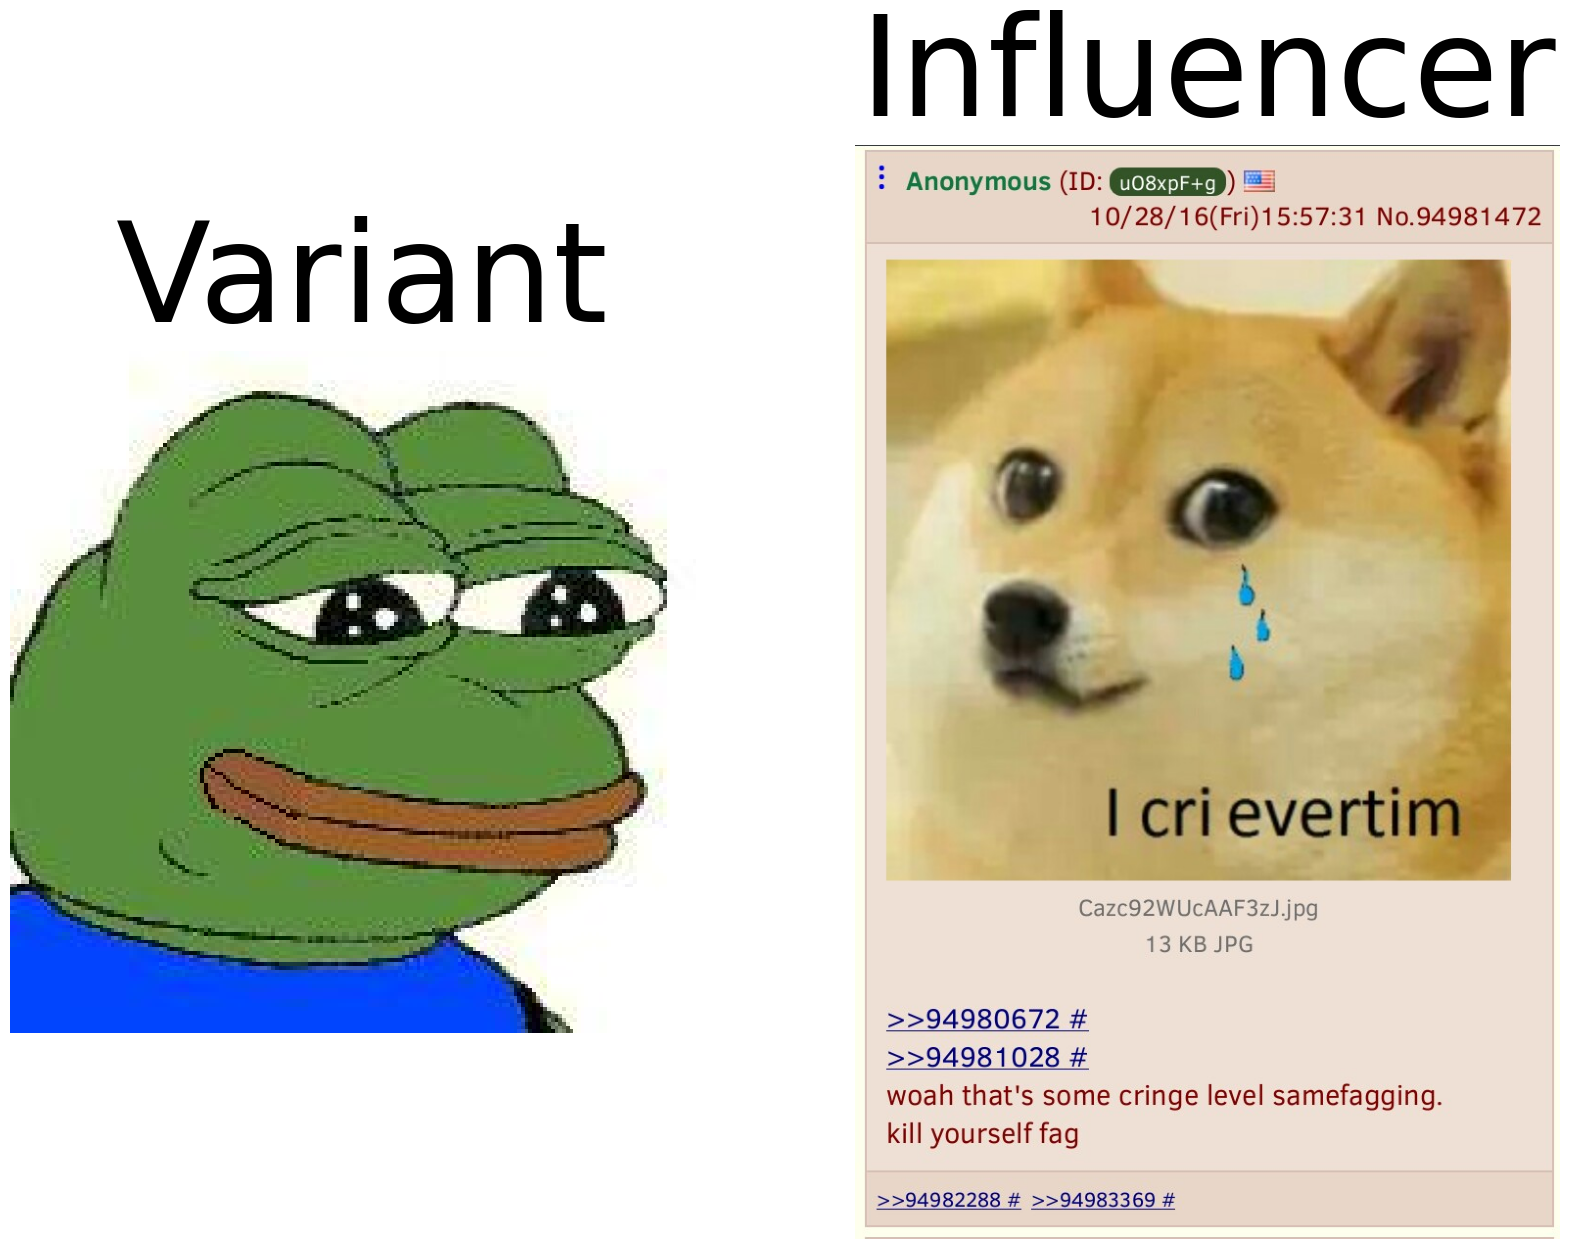 Influencer
Variant
Anonymous (ID: uO8xpF+g)
10/28/16(Fri)15:57:31 No.94981472
I cri evertim
Cazc92WUcAAF3zJ.jpg
13 KB JPG
>>94980672 #
>>94981028 #
woah that's some cringe level samefagging.
kill yourself fag
>>94982288 # >>94983369 #